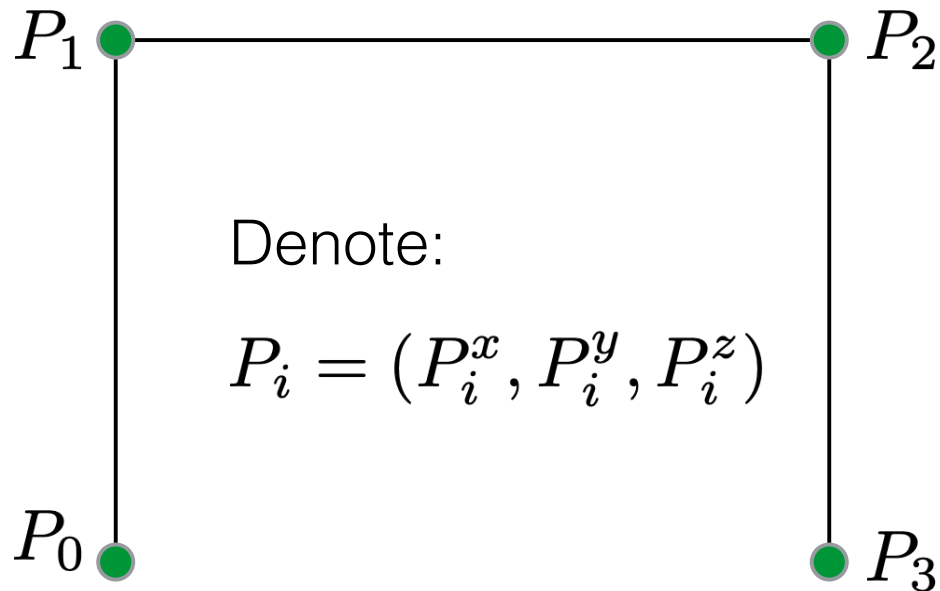 P₁ P₂
Denote:
Pᵢ = (Pᵢˣ, Pᵢʸ, Pᵢᶻ)
P₀ P₃